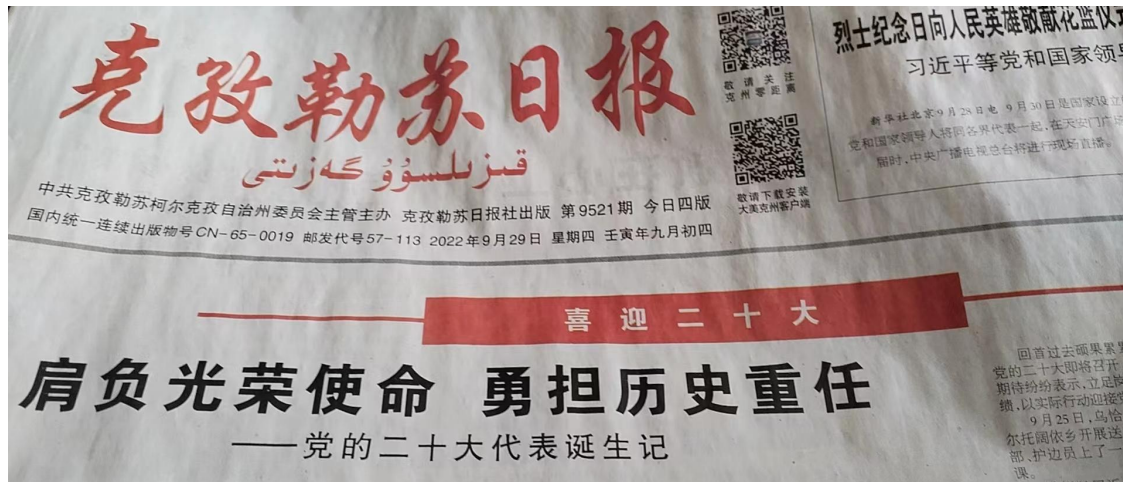 克孜勒苏日报
قىزىلسۇۇ گەزىتى
中共克孜勒苏柯尔克孜自治州委员会主管主办 克孜勒苏日报社出版 第9521期 今日四版
国内统一连续出版物号CN-65-0019 邮发代号57-113 2022年9月29日 星期四 壬寅年九月初四
敬请关注
克州零距离
敬请下载安装
大美克州客户端
烈士纪念日向人民英雄敬献花篮仪式
习近平等党和国家领导
新华社北京9月28日电 9月30日是国家设立
党和国家领导人将同各界代表一起,在天安门广场
届时,中央广播电视总台将进行现场直播。
喜迎二十大
肩负光荣使命 勇担历史重任
——党的二十大代表诞生记
回首过去硕果累累
党的二十大即将召开
期待纷纷表示,立足
绩,以实际行动迎接
9月25日,乌恰
尔托阔依乡开展送
部、护边员上了一
课。